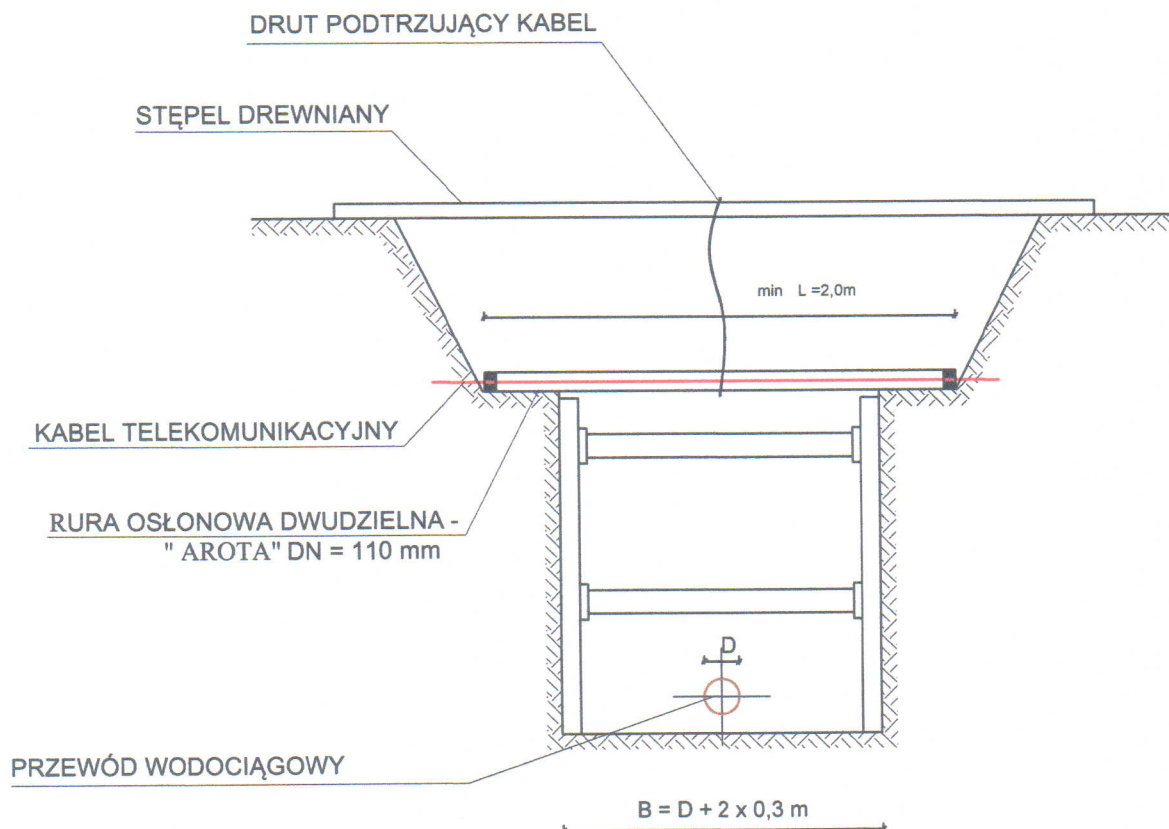 DRUT PODTRZUJĄCY KABEL
STĘPEL DREWNIANY
min L =2,0m
KABEL TELEKOMUNIKACYJNY
RURA OSŁONOWA DWUDZIELNA -
" AROTA" DN = 110 mm
D
PRZEWÓD WODOCIĄGOWY
B = D + 2 x 0,3 m